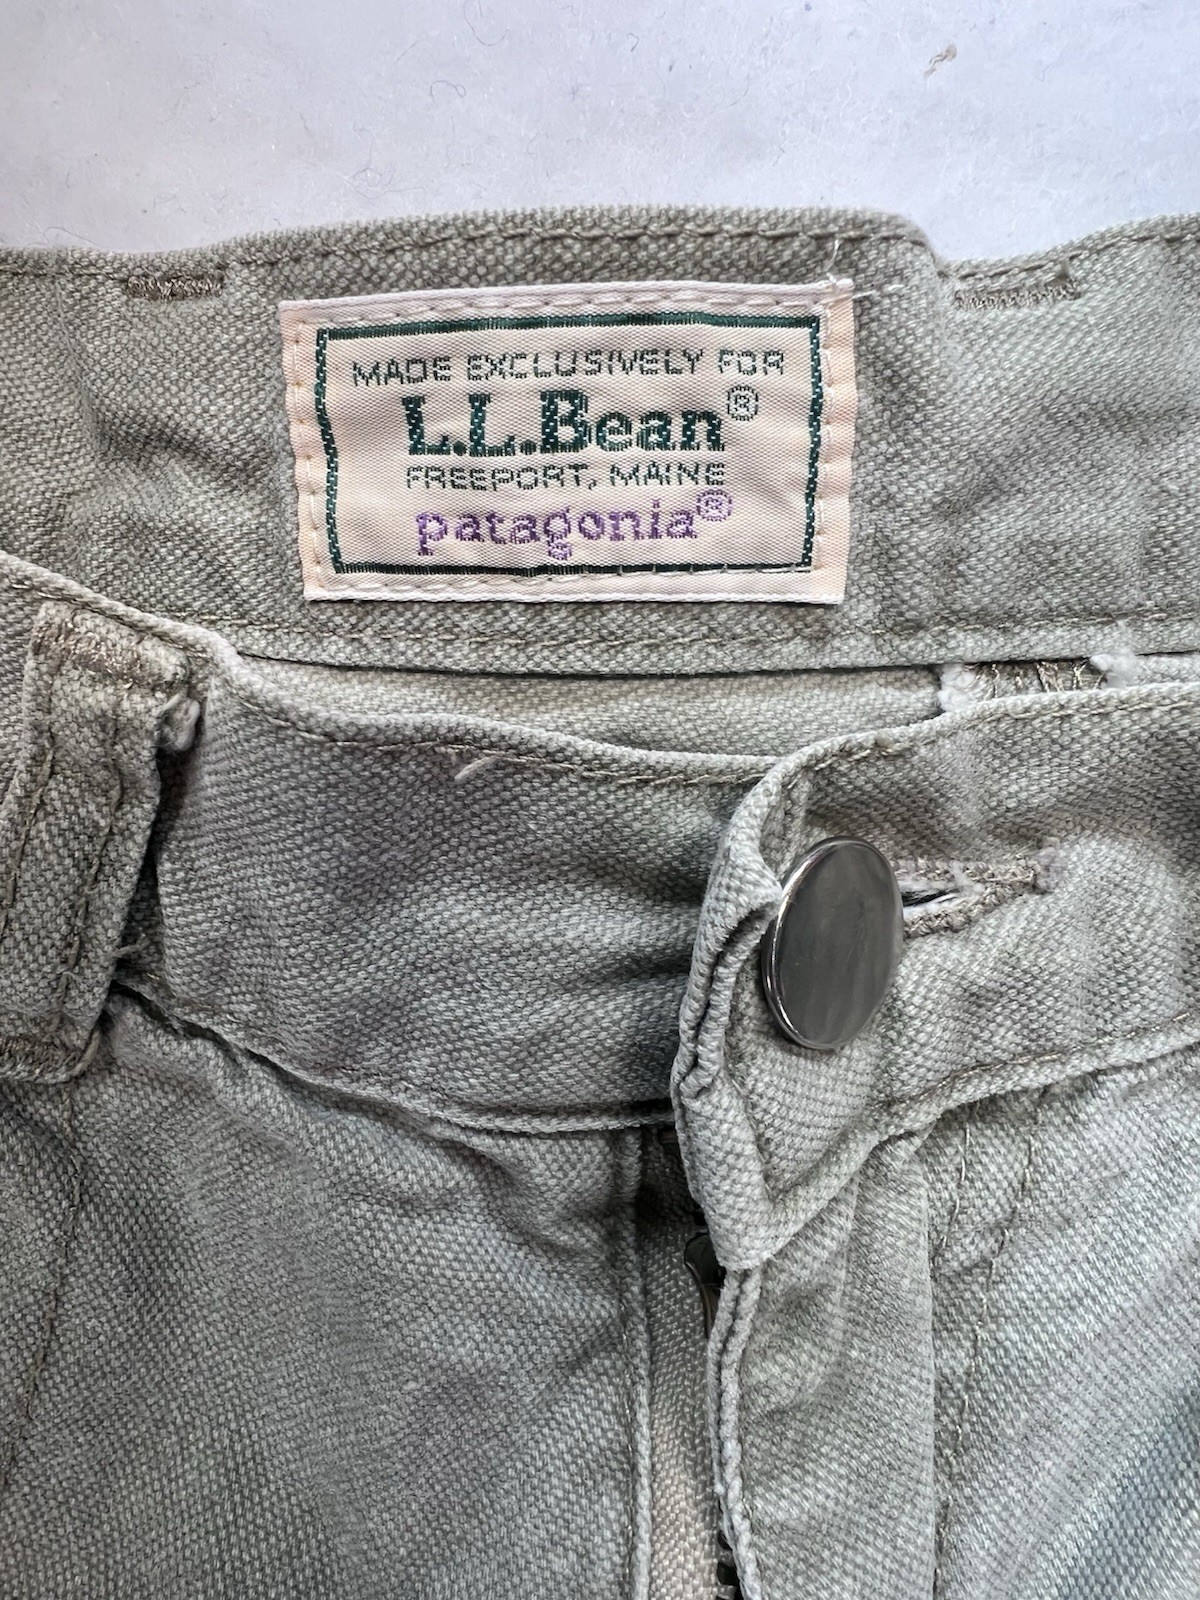 MADE EXCLUSIVELY FOR
L.L.Bean®
FREEPORT, MAINE
patagonia®